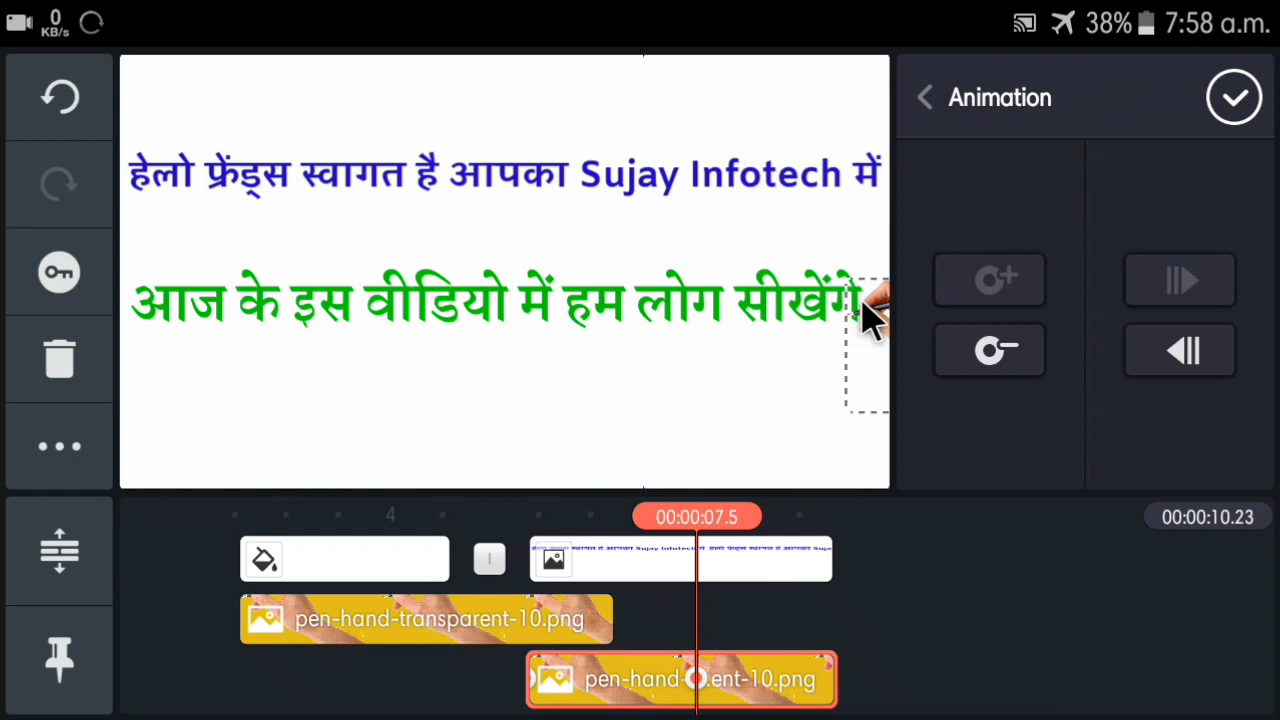 0
KB/s
38% 7:58 a.m.
Animation
हेलो फ्रेंड्स स्वागत है आपका Sujay Infotech में
आज के इस वीडियो में हम लोग सीखेंगे
4
00:00:07.5
00:00:10.23
pen-hand-transparent-10.png
pen-hand- .ent-10.png